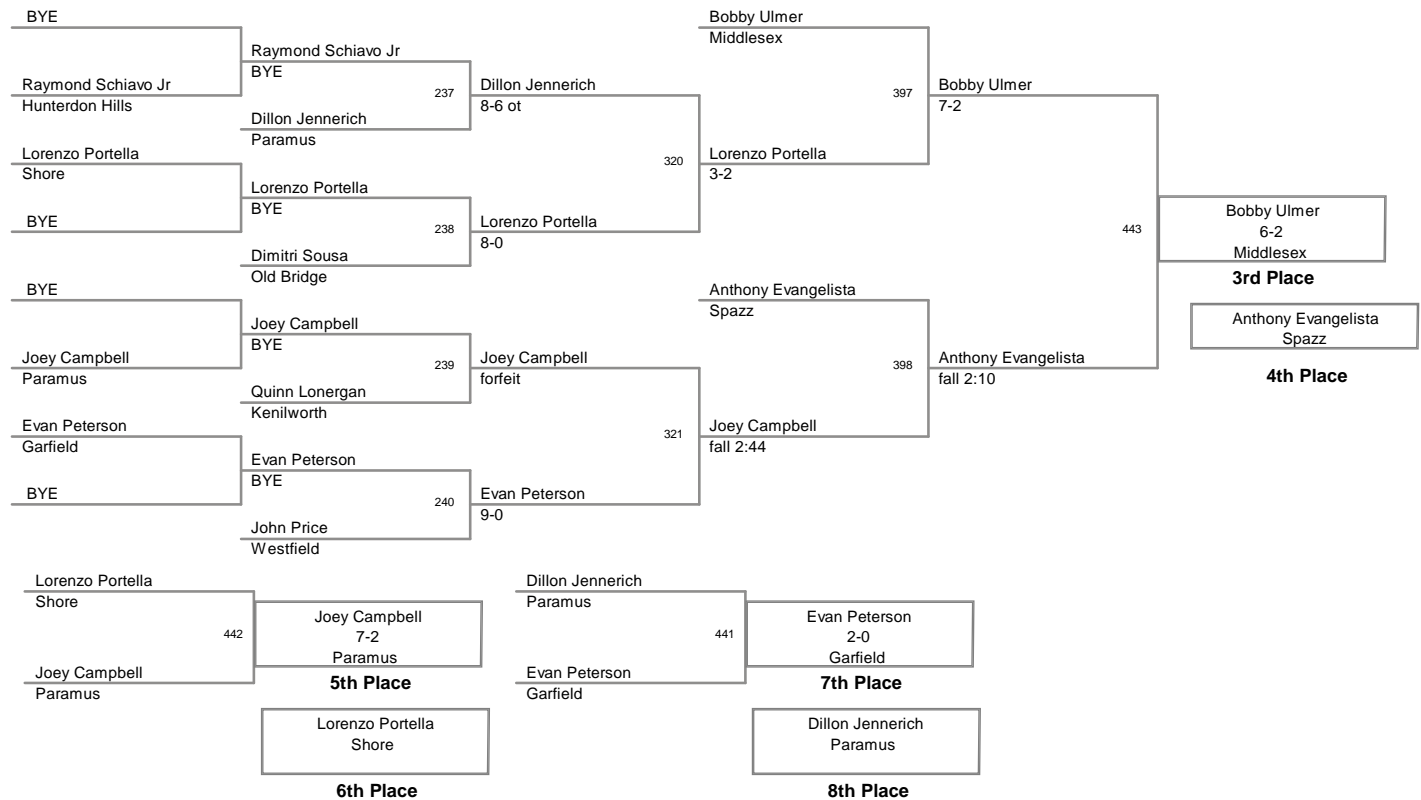 BYE
Raymond Schiavo Jr
Hunterdon Hills
Lorenzo Portella
Shore
BYE
BYE
Joey Campbell
Paramus
Evan Peterson
Garfield
BYE
Raymond Schiavo Jr
BYE
237
Dillon Jennerich
Paramus
Lorenzo Portella
BYE
238
Dimitri Sousa
Old Bridge
Joey Campbell
BYE
239
Quinn Lonergan
Kenilworth
Evan Peterson
BYE
240
John Price
Westfield
Dillon Jennerich
8-6 ot
320
Lorenzo Portella
8-0
Joey Campbell
forfeit
321
Evan Peterson
9-0
Bobby Ulmer
Middlesex
397
Lorenzo Portella
3-2
Anthony Evangelista
Spazz
398
Joey Campbell
fall 2:44
Bobby Ulmer
7-2
443
Anthony Evangelista
fall 2:10
Bobby Ulmer
6-2
Middlesex
3rd Place
Anthony Evangelista
Spazz
4th Place
Lorenzo Portella
Shore
442
Joey Campbell
Paramus
Joey Campbell
7-2
Paramus
5th Place
Lorenzo Portella
Shore
6th Place
Dillon Jennerich
Paramus
441
Evan Peterson
Garfield
Evan Peterson
2-0
Garfield
7th Place
Dillon Jennerich
Paramus
8th Place